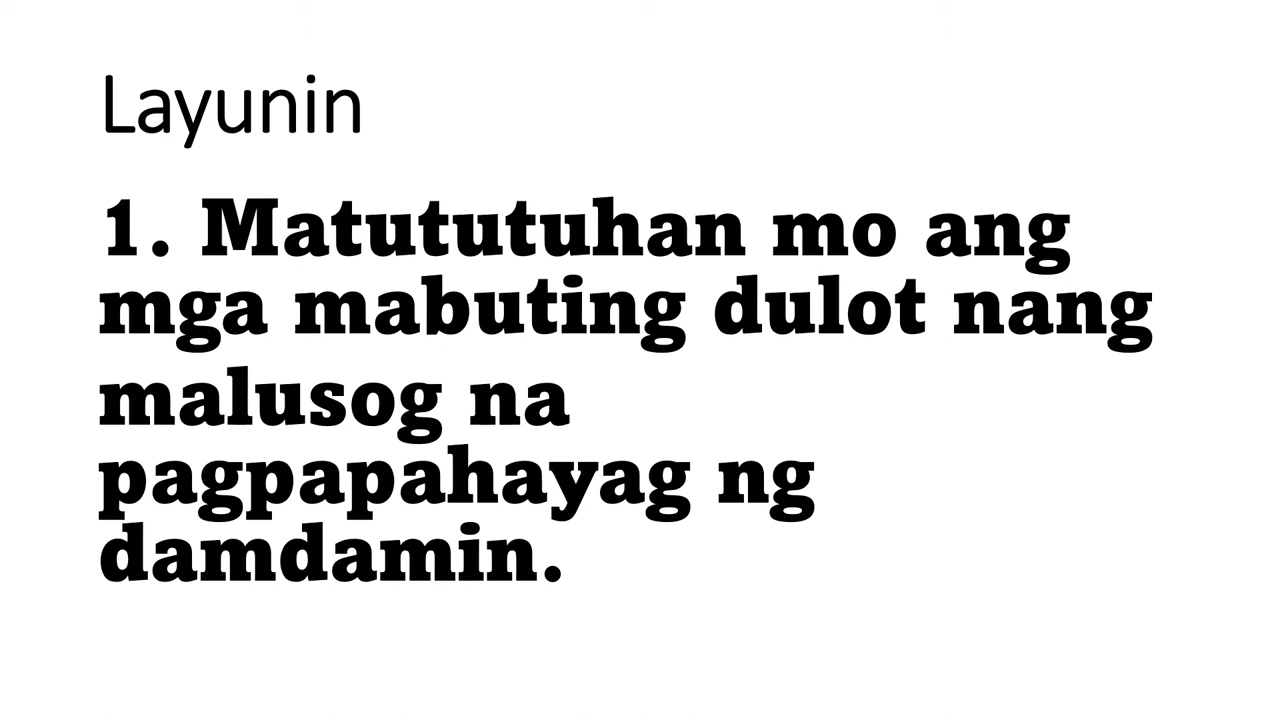 Layunin
1. Matututuhan mo ang
mga mabuting dulot nang
malusog na
pagpapahayag ng
damdamin.